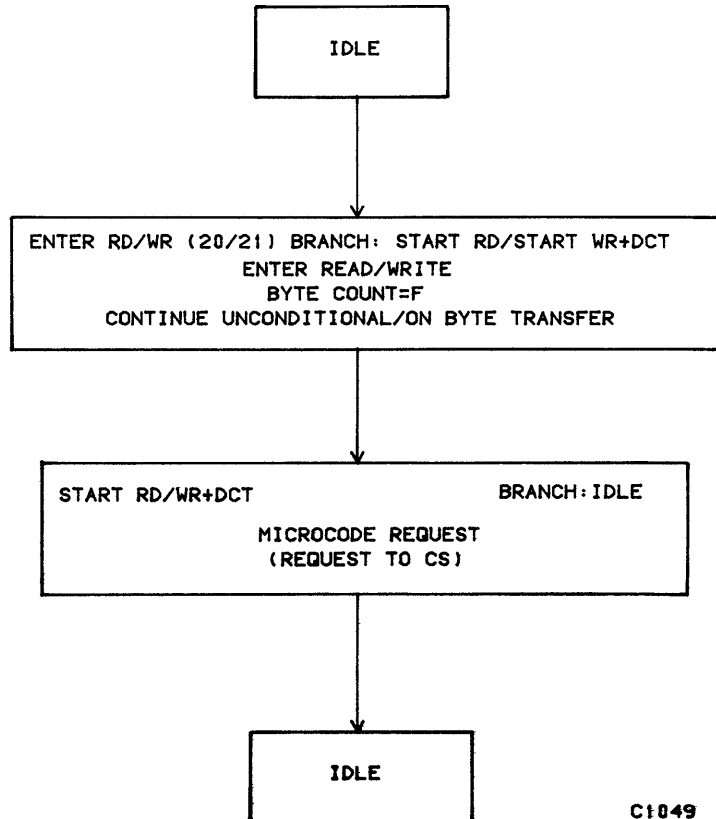 IDLE
ENTER RD/WR (20/21) BRANCH: START RD/START WR+DCT
ENTER READ/WRITE
BYTE COUNT=F
CONTINUE UNCONDITIONAL/ON BYTE TRANSFER
START RD/WR+DCT BRANCH:IDLE
MICROCODE REQUEST
(REQUEST TO CS)
IDLE
C1049